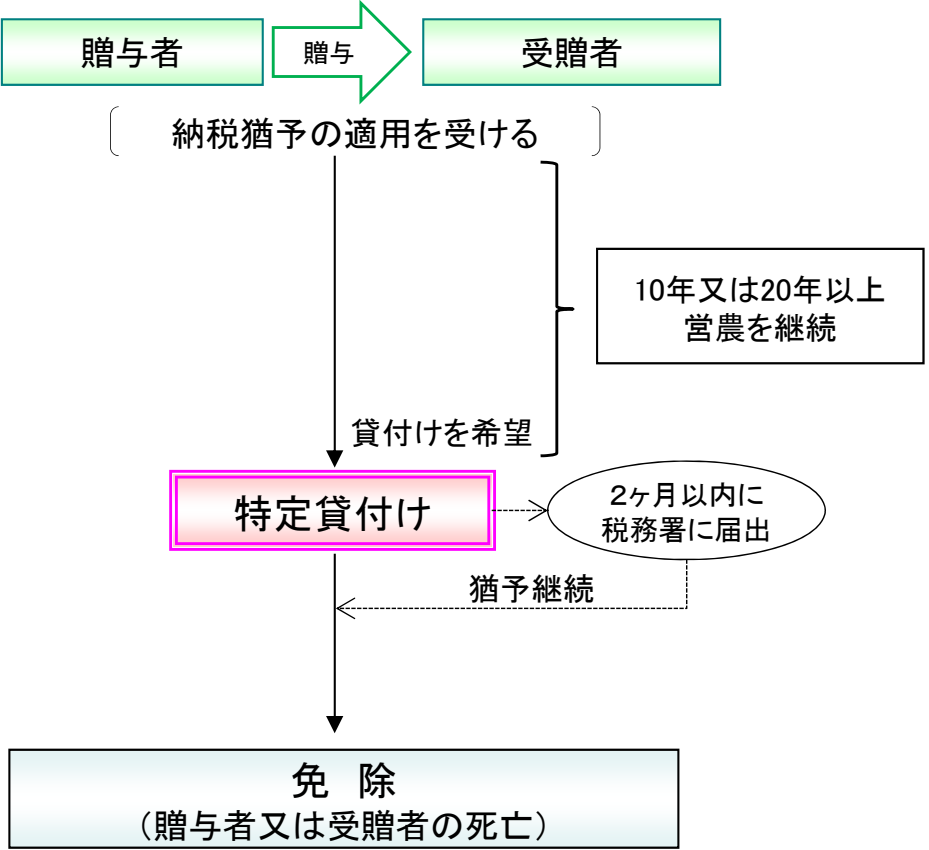 贈与者
贈与
受贈者
納税猶予の適用を受ける
10年又は20年以上
営農を継続
貸付けを希望
特定貸付け
２ヶ月以内に
税務署に届出
猶予継続
免　除
（贈与者又は受贈者の死亡）